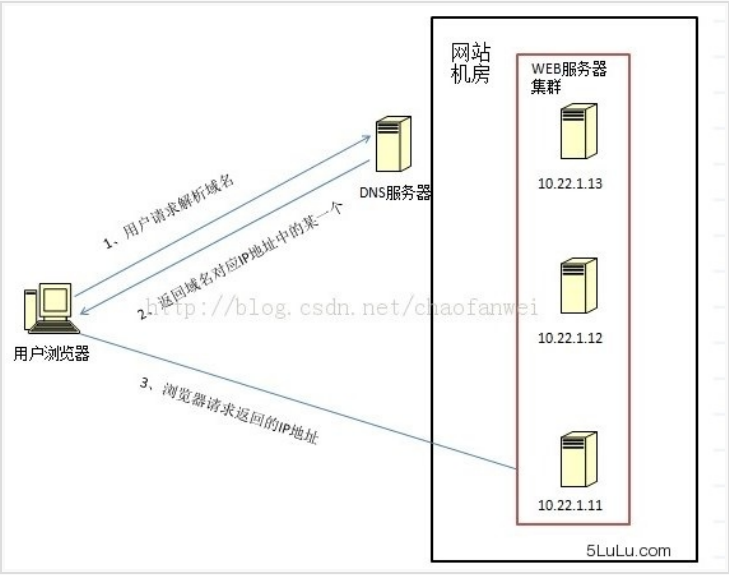 网站
机房
WEB服务器
集群
10.22.1.13
DNS服务器
1、用户请求解析域名
2、返回域名对应IP地址中的某一个
http://blog.csdn.net/chaofanwei
10.22.1.12
用户浏览器
3、浏览器请求返回的IP地址
10.22.1.11
5LuLu.com